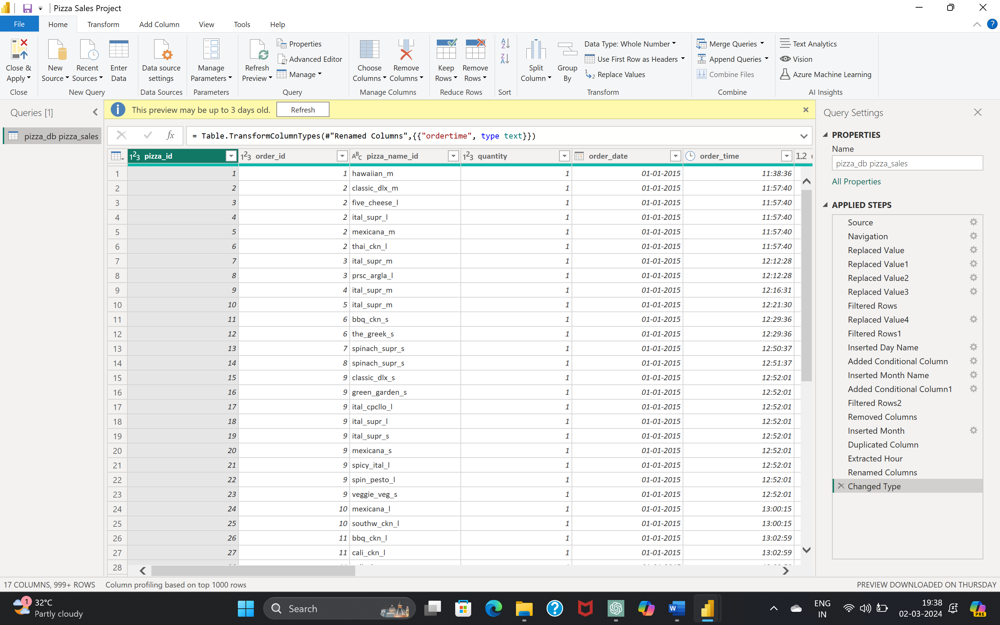 Pizza Sales Project
File Home Transform Add Column View Tools Help
Close & Apply
New Source
Recent Sources
Enter Data
Data source settings
Manage Parameters
Refresh Preview
Properties
Advanced Editor
Manage
Choose Columns
Remove Columns
Keep Rows
Remove Rows
Split Column
Group By
Data Type: Whole Number
Use First Row as Headers
Replace Values
Merge Queries
Append Queries
Combine Files
Text Analytics
Vision
Azure Machine Learning
Close New Query Data Sources Parameters Query Manage Columns Reduce Rows Sort Transform Combine AI Insights
Queries [1]
pizza_db pizza_sales
This preview may be up to 3 days old. Refresh
fx = Table.TransformColumnTypes(#"Renamed Columns",{{"ordertime", type text}})
123 pizza_id 123 order_id ABC pizza_name_id 123 quantity order_date order_time 1.2
1 1 1 hawaiian_m 1 01-01-2015 11:38:36
2 2 2 classic_dlx_m 1 01-01-2015 11:57:40
3 3 2 five_cheese_l 1 01-01-2015 11:57:40
4 4 2 ital_supr_l 1 01-01-2015 11:57:40
5 5 2 mexicana_m 1 01-01-2015 11:57:40
6 6 2 thai_ckn_l 1 01-01-2015 11:57:40
7 7 3 ital_supr_m 1 01-01-2015 12:12:28
8 8 3 prsc_argla_l 1 01-01-2015 12:12:28
9 9 4 ital_supr_m 1 01-01-2015 12:16:31
10 10 5 ital_supr_m 1 01-01-2015 12:21:30
11 11 6 bbq_ckn_s 1 01-01-2015 12:29:36
12 12 6 the_greek_s 1 01-01-2015 12:29:36
13 13 7 spinach_supr_s 1 01-01-2015 12:50:37
14 14 8 spinach_supr_s 1 01-01-2015 12:51:37
15 15 9 classic_dlx_s 1 01-01-2015 12:52:01
16 16 9 green_garden_s 1 01-01-2015 12:52:01
17 17 9 ital_cpcllo_l 1 01-01-2015 12:52:01
18 18 9 ital_supr_l 1 01-01-2015 12:52:01
19 19 9 ital_supr_s 1 01-01-2015 12:52:01
20 20 9 mexicana_s 1 01-01-2015 12:52:01
21 21 9 spicy_ital_l 1 01-01-2015 12:52:01
22 22 9 spin_pesto_l 1 01-01-2015 12:52:01
23 23 9 veggie_veg_s 1 01-01-2015 12:52:01
24 24 10 mexicana_l 1 01-01-2015 13:00:15
25 25 10 southw_ckn_l 1 01-01-2015 13:00:15
26 26 11 bbq_ckn_l 1 01-01-2015 13:02:59
27 27 11 cali_ckn_l 1 01-01-2015 13:02:59
28
Query Settings
PROPERTIES
Name
pizza_db pizza_sales
All Properties
APPLIED STEPS
Source
Navigation
Replaced Value
Replaced Value1
Replaced Value2
Replaced Value3
Filtered Rows
Replaced Value4
Filtered Rows1
Inserted Day Name
Added Conditional Column
Inserted Month Name
Added Conditional Column1
Filtered Rows2
Removed Columns
Inserted Month
Duplicated Column
Extracted Hour
Renamed Columns
Changed Type
17 COLUMNS, 999+ ROWS Column profiling based on top 1000 rows PREVIEW DOWNLOADED ON THURSDAY
1
32°C
Partly cloudy
Search
ENG
IN
19:38
02-03-2024
PRE